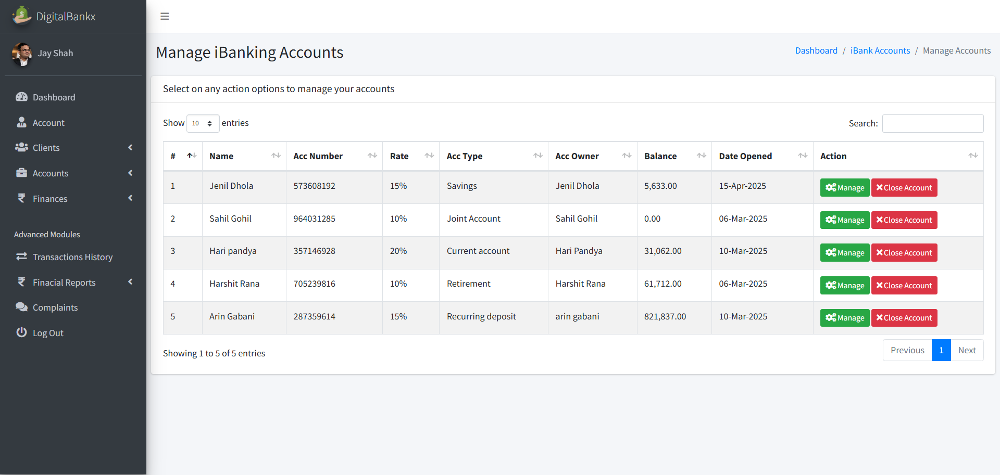 DigitalBankx
Jay Shah
Dashboard
Account
Clients
Accounts
Finances
Advanced Modules
Transactions History
Finacial Reports
Complaints
Log Out
Manage iBanking Accounts
Dashboard / iBank Accounts / Manage Accounts
Select on any action options to manage your accounts
Show 10 entries
Search:
# Name Acc Number Rate Acc Type Acc Owner Balance Date Opened Action
1 Jenil Dhola 573608192 15% Savings Jenil Dhola 5,633.00 15-Apr-2025 Manage Close Account
2 Sahil Gohil 964031285 10% Joint Account Sahil Gohil 0.00 06-Mar-2025 Manage Close Account
3 Hari pandya 357146928 20% Current account Hari Pandya 31,062.00 10-Mar-2025 Manage Close Account
4 Harshit Rana 705239816 10% Retirement Harshit Rana 61,712.00 06-Mar-2025 Manage Close Account
5 Arin Gabani 287359614 15% Recurring deposit arin gabani 821,837.00 10-Mar-2025 Manage Close Account
Showing 1 to 5 of 5 entries
Previous 1 Next